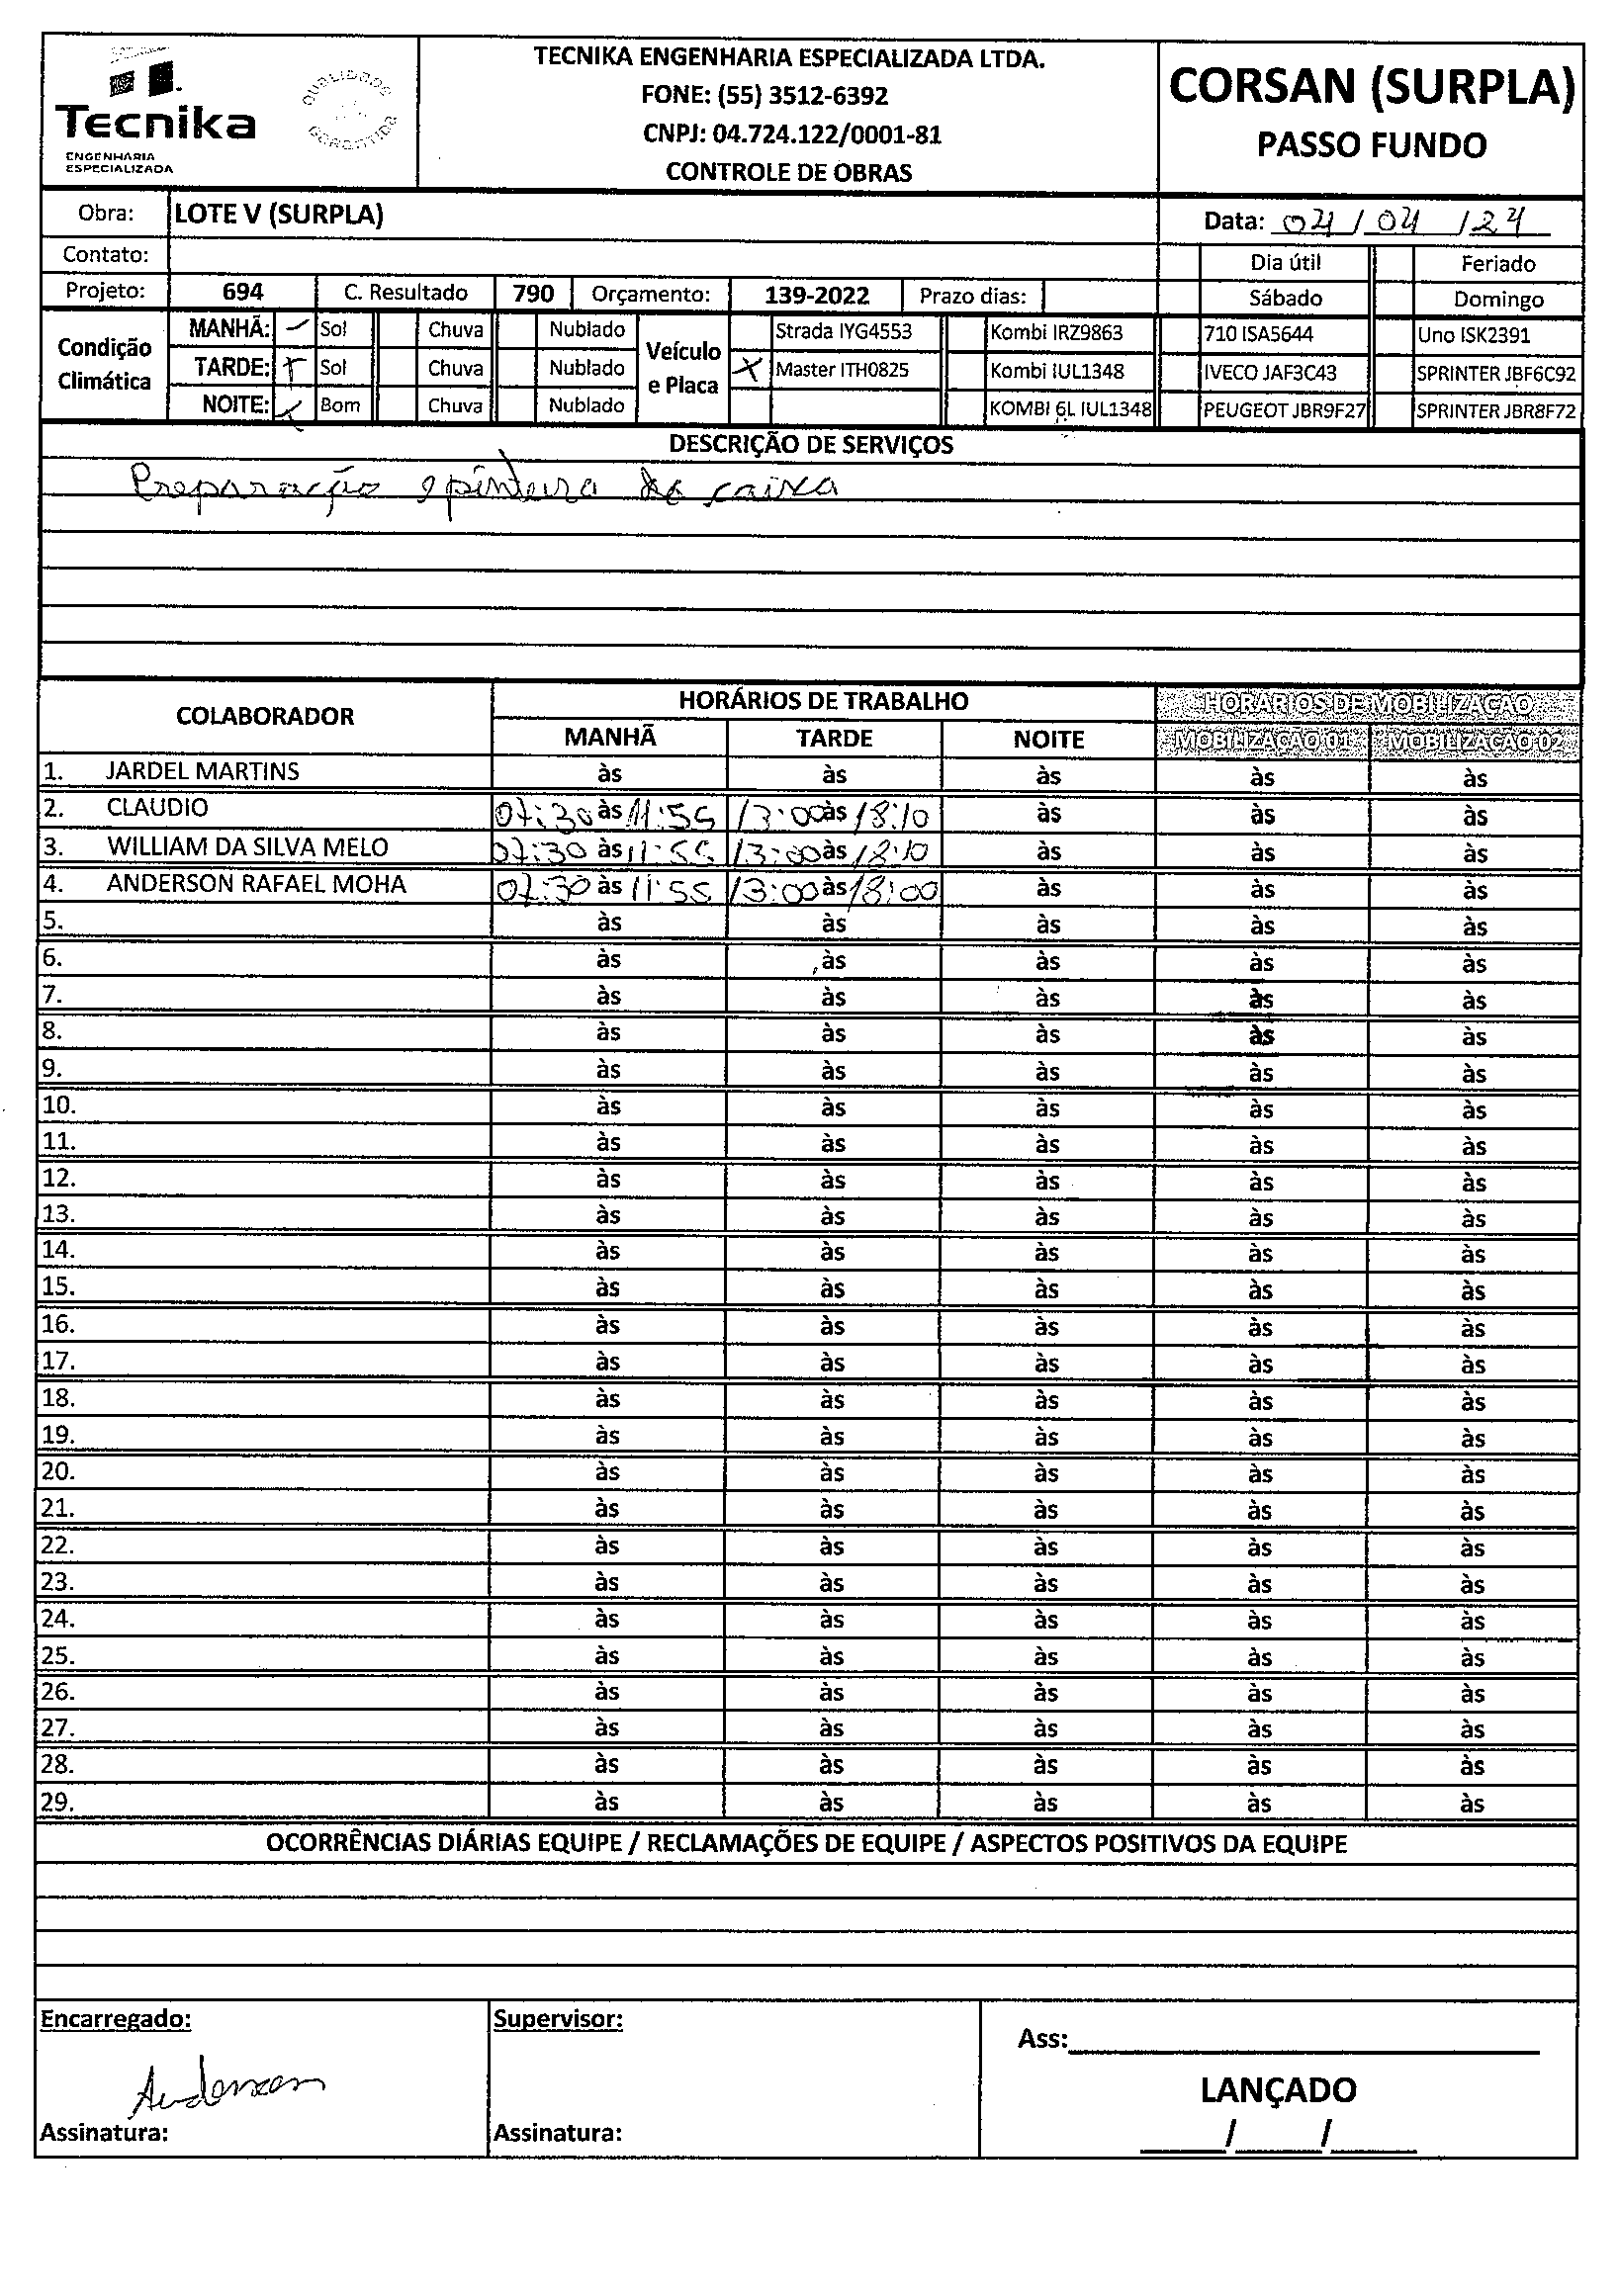 Tecnika
ENGENHARIA
ESPECIALIZADA
QUALIDADE
GARANTIDA
TECNIKA ENGENHARIA ESPECIALIZADA LTDA.
FONE: (55) 3512-6392
CNPJ: 04.724.122/0001-81
CONTROLE DE OBRAS
CORSAN (SURPLA)
PASSO FUNDO
Obra: LOTE V (SURPLA)
Data: 04 / 04 / 24
Contato:
Dia útil Feriado
Projeto: 694 C. Resultado 790 Orçamento: 139-2022 Prazo dias: Sábado Domingo
Condição Climática
MANHÃ: Sol Chuva Nublado
TARDE: Sol Chuva Nublado
NOITE: Bom Chuva Nublado
Veículo e Placa
Strada IYG4553 Kombi IRZ9863 710 ISA5644 Uno ISK2391
X Master ITH0825 Kombi IUL1348 IVECO JAF3C43 SPRINTER JBF6C92
KOMBI 6L IUL1348 PEUGEOT JBR9F27 SPRINTER JBR8F72
DESCRIÇÃO DE SERVIÇOS
Preparação e pinteira da caixa
COLABORADOR HORÁRIOS DE TRABALHO HORÁRIOS DE MOBILIZAÇÃO
MANHÃ TARDE NOITE MOBILIZAÇÃO 01 MOBILIZAÇÃO 02
1. JARDEL MARTINS às às às às às
2. CLAUDIO 07:30 às 11:55 13:00 às 18:10 às às às
3. WILLIAM DA SILVA MELO 07:30 às 11:55 13:00 às 18:10 às às às
4. ANDERSON RAFAEL MOHA 07:30 às 11:55 13:00 às 18:00 às às às
5. às às às às às
6. às às às às às
7. às às às às às
8. às às às às às
9. às às às às às
10. às às às às às
11. às às às às às
12. às às às às às
13. às às às às às
14. às às às às às
15. às às às às às
16. às às às às às
17. às às às às às
18. às às às às às
19. às às às às às
20. às às às às às
21. às às às às às
22. às às às às às
23. às às às às às
24. às às às às às
25. às às às às às
26. às às às às às
27. às às às às às
28. às às às às às
29. às às às às às
OCORRÊNCIAS DIÁRIAS EQUIPE / RECLAMAÇÕES DE EQUIPE / ASPECTOS POSITIVOS DA EQUIPE
Encarregado: Supervisor:
Ass:
Anderson
LANÇADO
Assinatura: Assinatura:
/ /